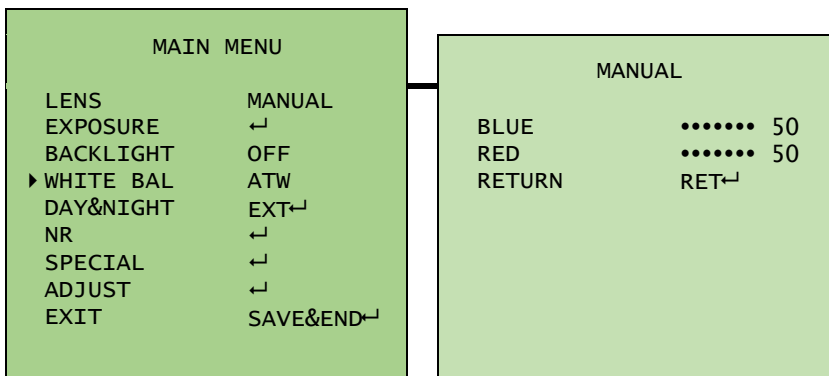 MAIN MENU
LENS MANUAL
EXPOSURE ↵
BACKLIGHT OFF
▶ WHITE BAL ATW
DAY&NIGHT EXT↵
NR ↵
SPECIAL ↵
ADJUST ↵
EXIT SAVE&END↵
MANUAL
BLUE ••••••• 50
RED ••••••• 50
RETURN RET↵